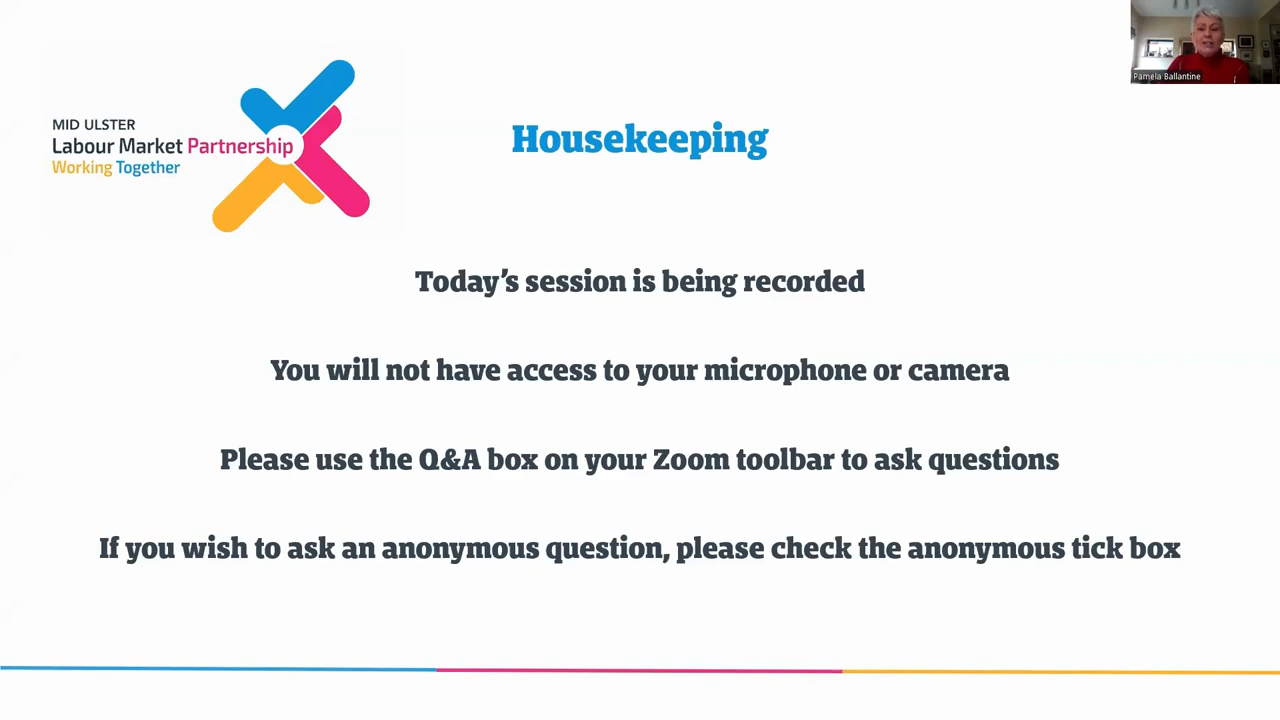 MID ULSTER
Labour Market Partnership
Working Together
Housekeeping
Pamela Ballantine
Today's session is being recorded
You will not have access to your microphone or camera
Please use the Q&A box on your Zoom toolbar to ask questions
If you wish to ask an anonymous question, please check the anonymous tick box